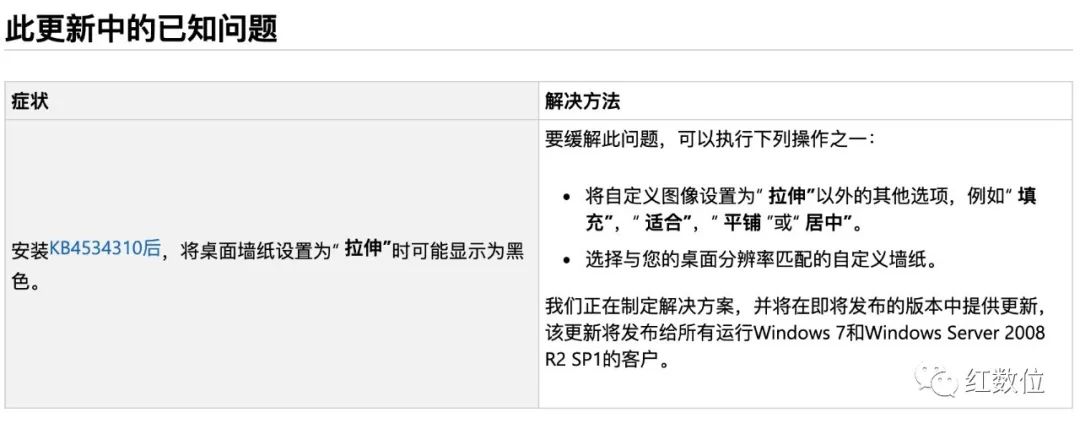 此更新中的已知问题
症状
解决方法
安装KB4534310后，将桌面墙纸设置为“ 拉伸”时可能显示为黑
色。
要缓解此问题，可以执行下列操作之一：
• 将自定义图像设置为“ 拉伸”以外的其他选项，例如“ 填
充”，“ 适合”，“ 平铺 ”或“ 居中”。
• 选择与您的桌面分辨率匹配的自定义墙纸。
我们正在制定解决方案，并将在即将发布的版本中提供更新，
该更新将发布给所有运行Windows 7和Windows Server 2008
R2 SP1的客户。
红数位